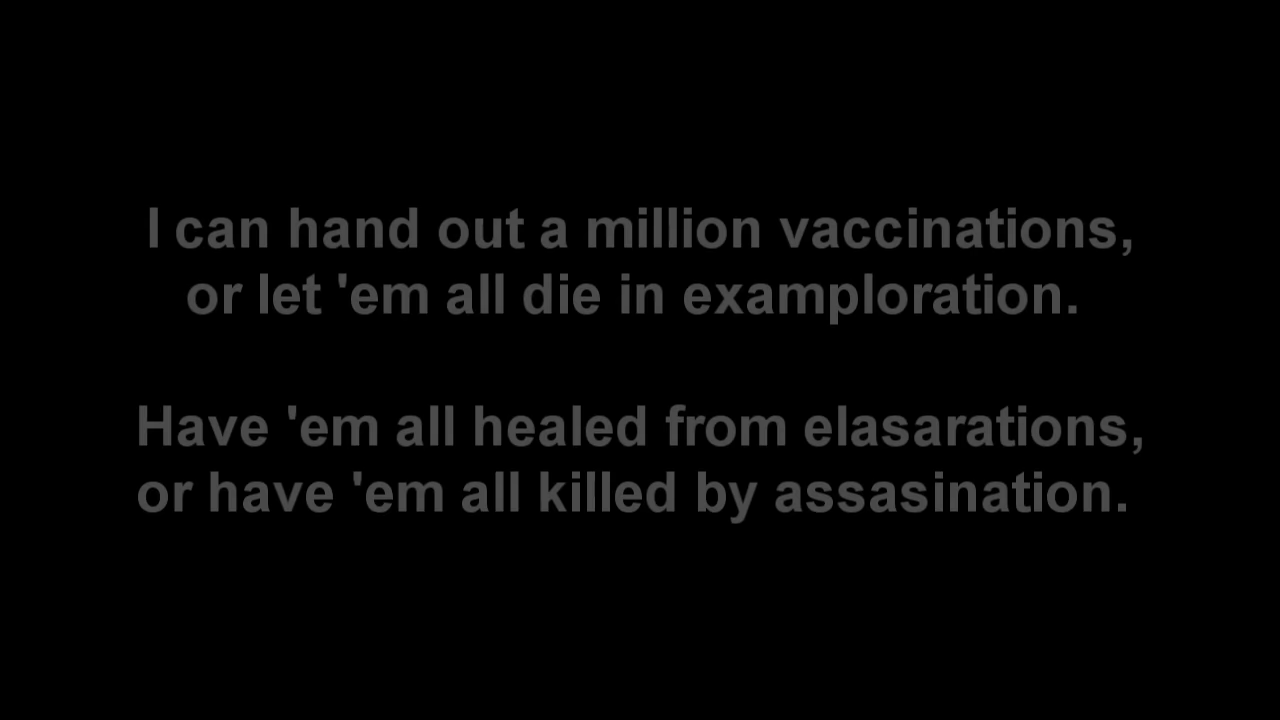 I can hand out a million vaccinations,
or let 'em all die in examploration.
Have 'em all healed from elasarations,
or have 'em all killed by assasination.